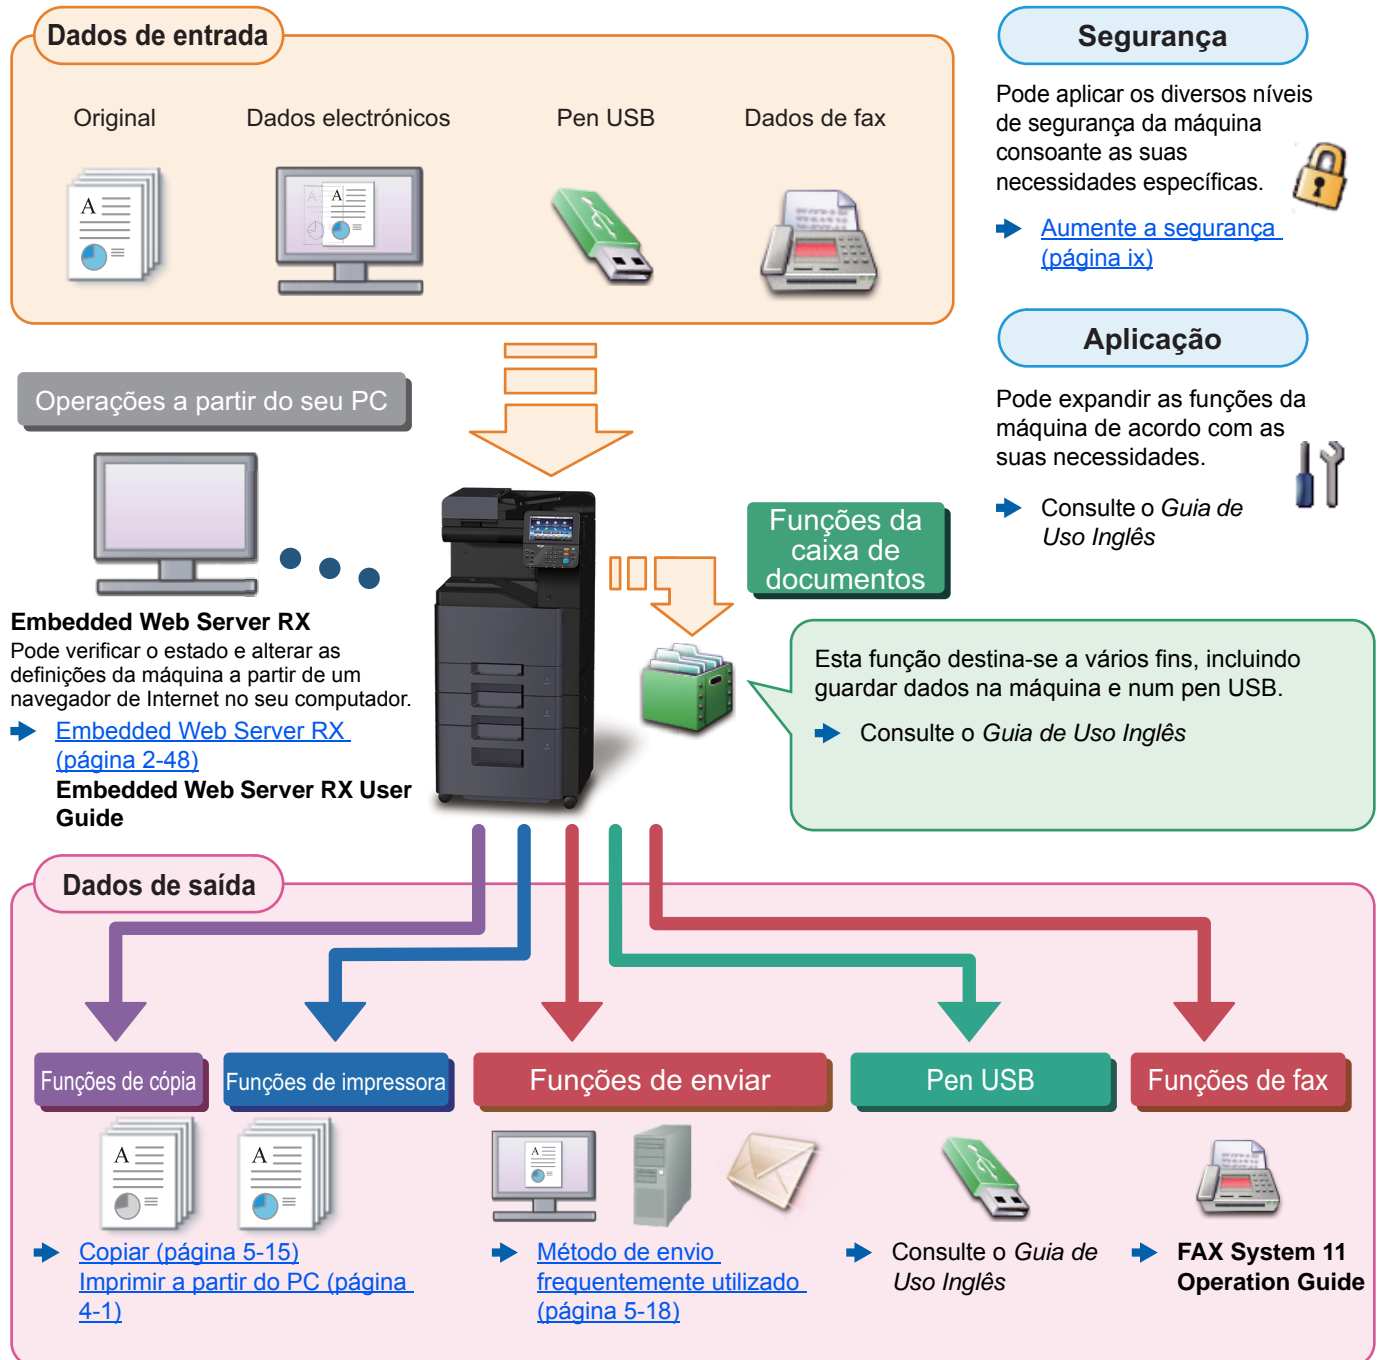 Dados de entrada
Original
Dados electrónicos
Pen USB
Dados de fax
Segurança
Pode aplicar os diversos níveis
de segurança da máquina
consoante as suas
necessidades específicas.
Aumente a segurança
(página ix)
Aplicação
Pode expandir as funções da
máquina de acordo com as
suas necessidades.
Consulte o Guia de
Uso Inglês
Operações a partir do seu PC
Embedded Web Server RX
Pode verificar o estado e alterar as
definições da máquina a partir de um
navegador de Internet no seu computador.
Embedded Web Server RX
(página 2-48)
Embedded Web Server RX User
Guide
Funções da
caixa de
documentos
Esta função destina-se a vários fins, incluindo
guardar dados na máquina e num pen USB.
Consulte o Guia de Uso Inglês
Dados de saída
Funções de cópia
Funções de impressora
Funções de enviar
Pen USB
Funções de fax
Copiar (página 5-15)
Imprimir a partir do PC (página
4-1)
Método de envio
frequentemente utilizado
(página 5-18)
Consulte o Guia de
Uso Inglês
FAX System 11
Operation Guide